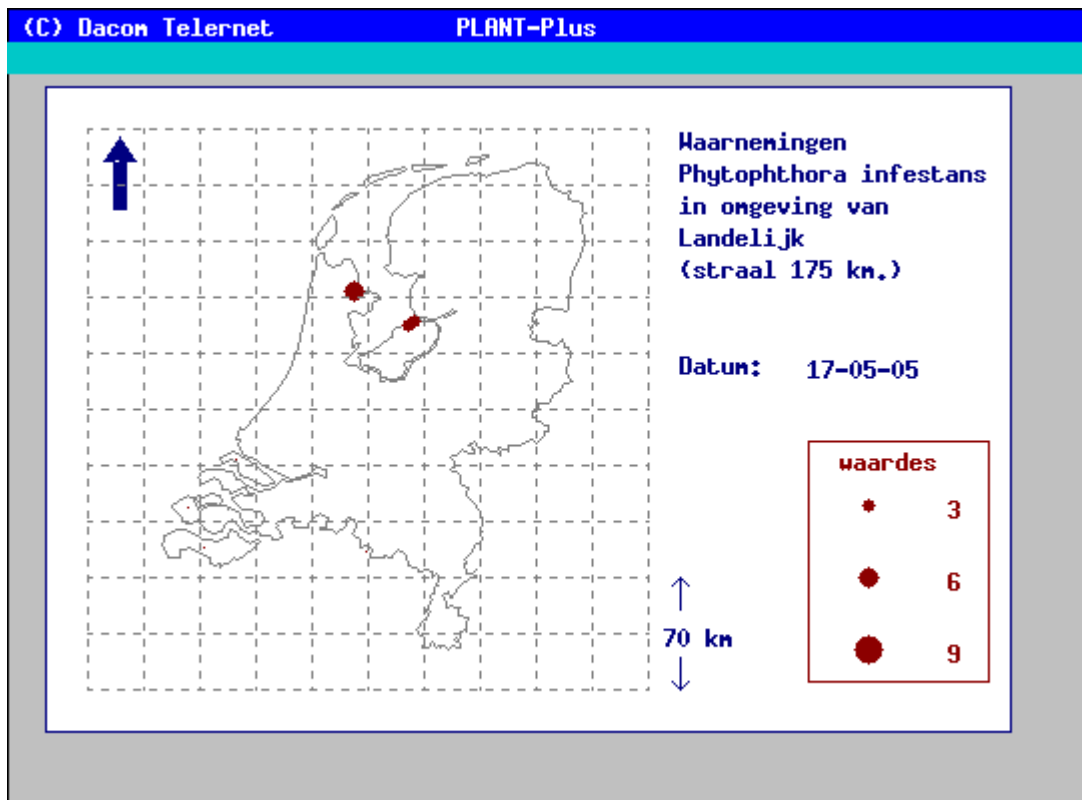 (C) Dacom Telernet PLANT-Plus
Waarnemingen
Phytophthora infestans
in omgeving van
Landelijk
(straal 175 km.)
Datum: 17-05-05
waardes
3
6
9
70 km